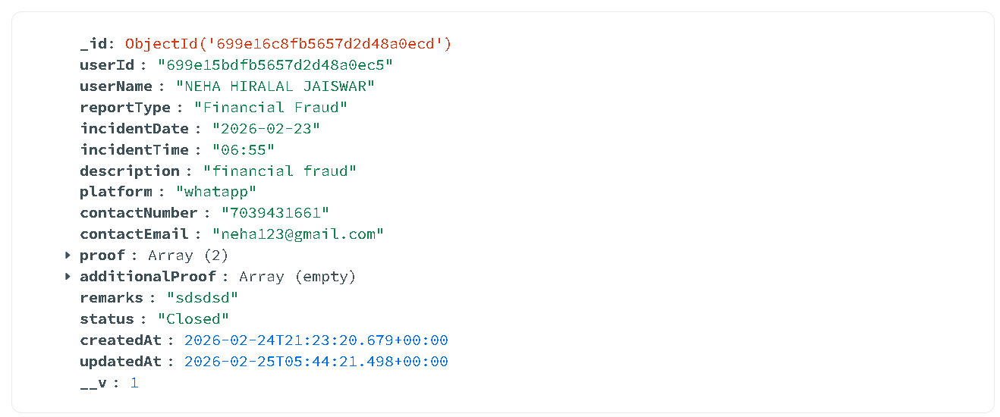 _id: ObjectId('699e16c8fb5657d2d48a0ecd')
userId : "699e15bdfb5657d2d48a0ec5"
userName : "NEHA HIRALAL JAISWAR"
reportType : "Financial Fraud"
incidentDate : "2026-02-23"
incidentTime : "06:55"
description : "financial fraud"
platform : "whatapp"
contactNumber : "7039431661"
contactEmail : "neha123@gmail.com"
proof : Array (2)
additionalProof : Array (empty)
remarks : "sdsdsd"
status : "Closed"
createdAt : 2026-02-24T21:23:20.679+00:00
updatedAt : 2026-02-25T05:44:21.498+00:00
__v : 1